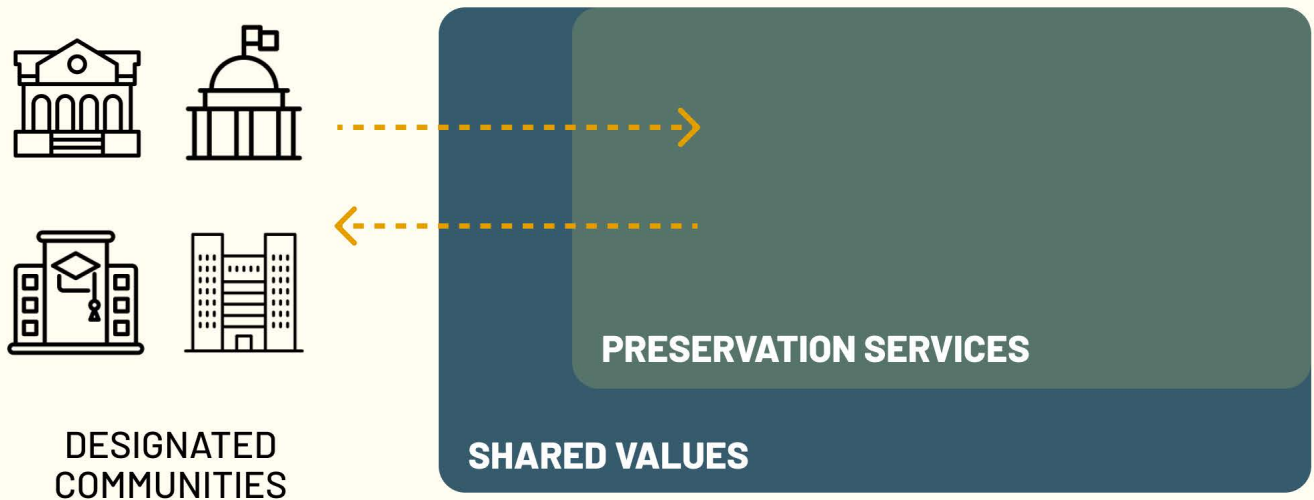 PRESERVATION SERVICES
SHARED VALUES
DESIGNATED
COMMUNITIES